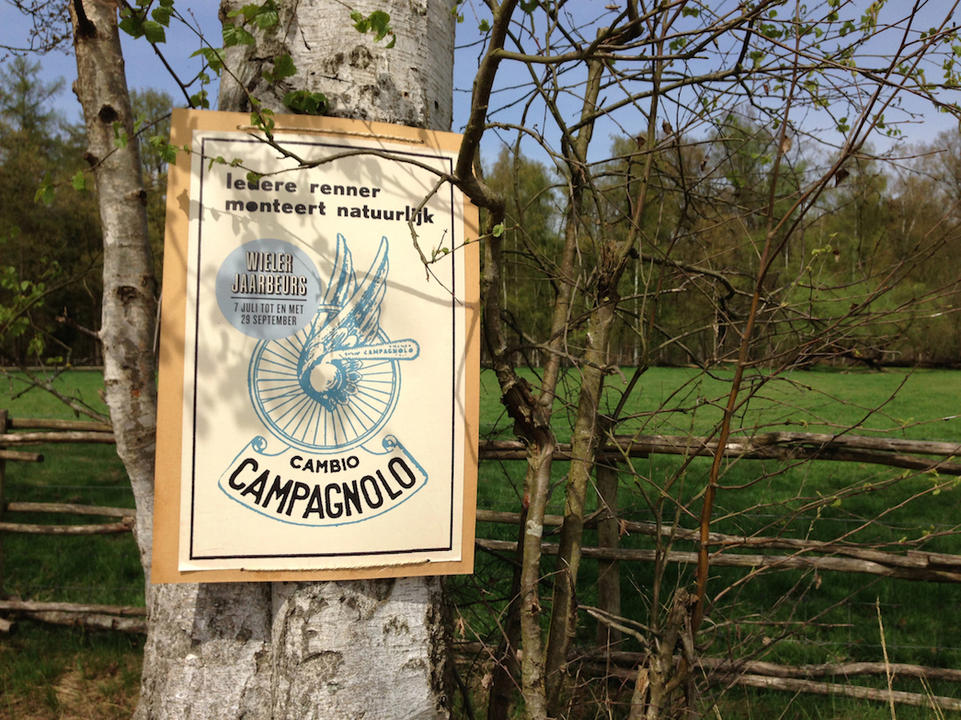 Iedere renner
monteert natuurlijk
WIELER
JAARBEURS
7 JULI TOT EN MET
29 SEPTEMBER
CAMPAGNOLO
CAMBIO
CAMPAGNOLO